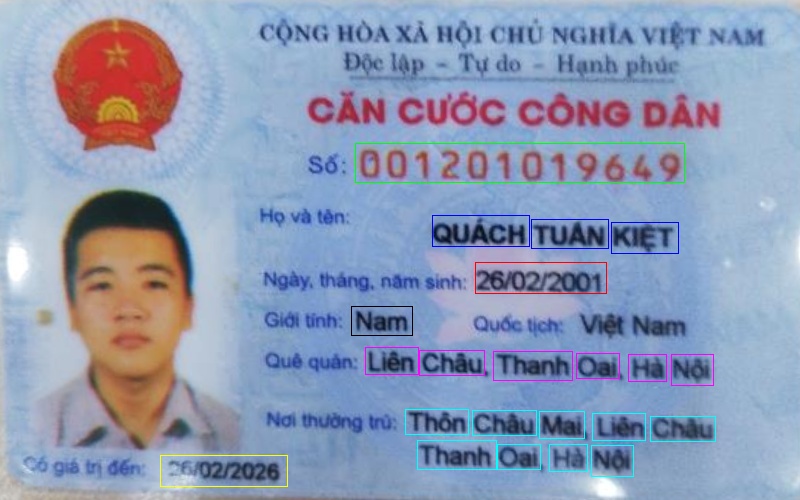 CỘNG HÒA XÃ HỘI CHỦ NGHĨA VIỆT NAM
Độc lập – Tự do – Hạnh phúc
CĂN CƯỚC CÔNG DÂN
Số: 001201019649
Họ và tên:
QUÁCH TUẤN KIỆT
Ngày, tháng, năm sinh: 26/02/2001
Giới tính: Nam Quốc tịch: Việt Nam
Quê quán: Liên Châu, Thanh Oai, Hà Nội
Nơi thường trú: Thôn Châu Mai, Liên Châu
Thanh Oai, Hà Nội
Có giá trị đến: 26/02/2026